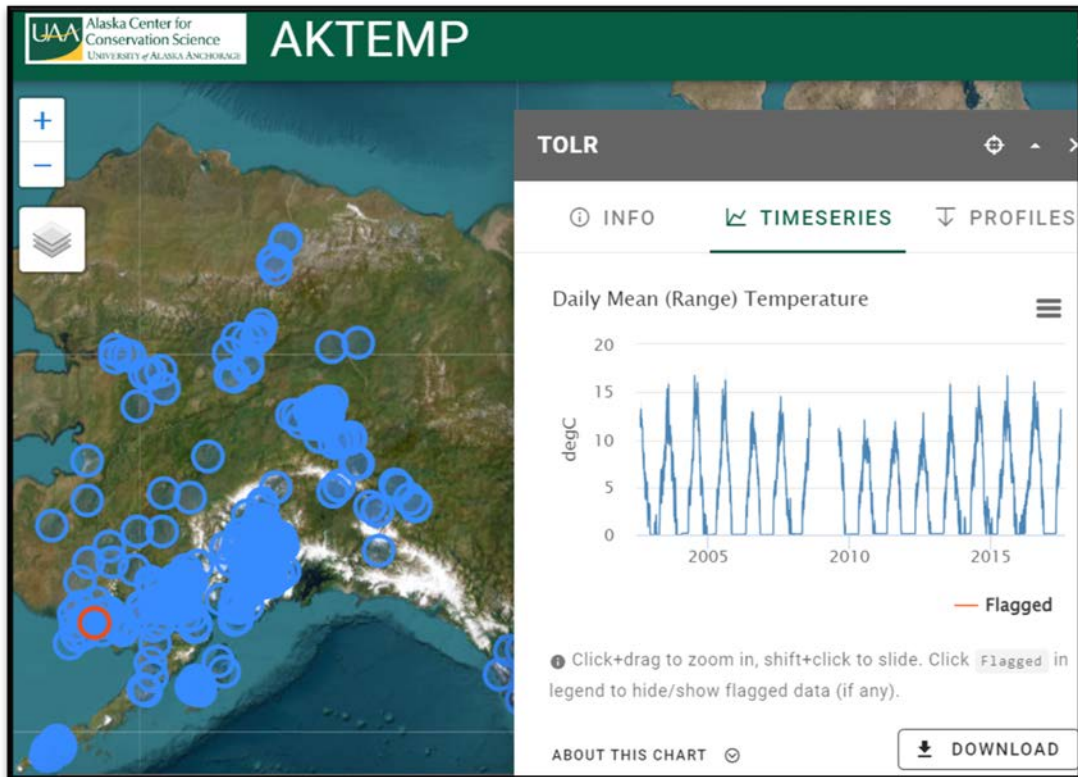 UAA
Alaska Center for
Conservation Science
UNIVERSITY of ALASKA ANCHORAGE
AKTEMP
+
−
TOLR
INFO
TIMESERIES
PROFILES
Daily Mean (Range) Temperature
20
15
10
5
0
degC
2005
2010
2015
Flagged
Click+drag to zoom in, shift+click to slide. Click Flagged in
legend to hide/show flagged data (if any).
ABOUT THIS CHART
DOWNLOAD